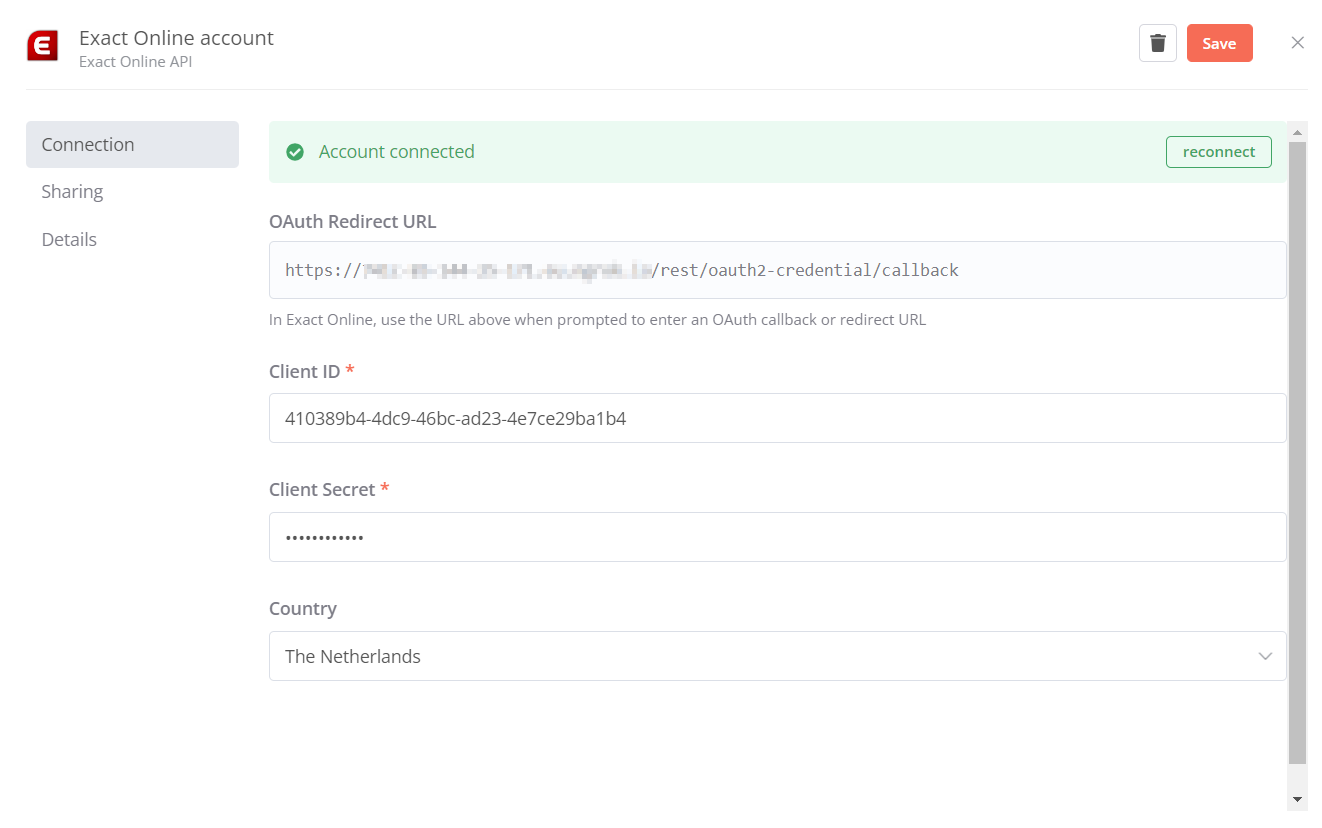 Exact Online account
Exact Online API
Save
Connection
Sharing
Details
Account connected
reconnect
OAuth Redirect URL
https:// /rest/oauth2-credential/callback
In Exact Online, use the URL above when prompted to enter an OAuth callback or redirect URL
Client ID *
410389b4-4dc9-46bc-ad23-4e7ce29ba1b4
Client Secret *
••••••••••••
Country
The Netherlands